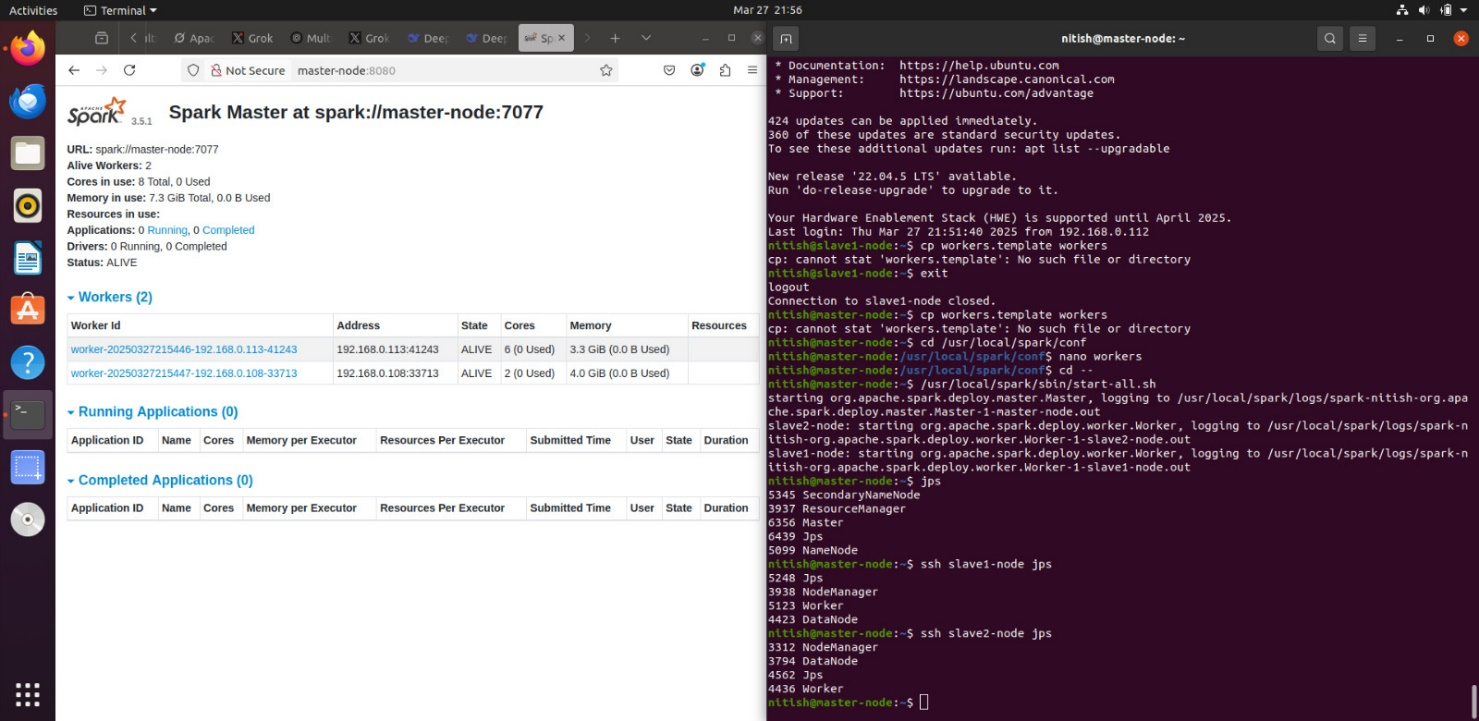 Activities
Terminal
Mar 27 21:56
Apac
Grok
Mult
Grok
Deep
Deep
Sp
nitish@master-node: ~
Not Secure
master-node:8080
APACHE Spark 3.5.1
Spark Master at spark://master-node:7077
URL: spark://master-node:7077
Alive Workers: 2
Cores in use: 8 Total, 0 Used
Memory in use: 7.3 GiB Total, 0.0 B Used
Resources in use:
Applications: 0 Running, 0 Completed
Drivers: 0 Running, 0 Completed
Status: ALIVE
Workers (2)
Worker Id Address State Cores Memory Resources
worker-20250327215446-192.168.0.113-41243 192.168.0.113:41243 ALIVE 6 (0 Used) 3.3 GiB (0.0 B Used)
worker-20250327215447-192.168.0.108-33713 192.168.0.108:33713 ALIVE 2 (0 Used) 4.0 GiB (0.0 B Used)
Running Applications (0)
Application ID Name Cores Memory per Executor Resources Per Executor Submitted Time User State Duration
Completed Applications (0)
Application ID Name Cores Memory per Executor Resources Per Executor Submitted Time User State Duration
* Documentation: https://help.ubuntu.com
* Management: https://landscape.canonical.com
* Support: https://ubuntu.com/advantage
424 updates can be applied immediately.
360 of these updates are standard security updates.
To see these additional updates run: apt list --upgradable
New release '22.04.5 LTS' available.
Run 'do-release-upgrade' to upgrade to it.
Your Hardware Enablement Stack (HWE) is supported until April 2025.
Last login: Thu Mar 27 21:51:40 2025 from 192.168.0.112
nitish@slave1-node:~$ cp workers.template workers
cp: cannot stat 'workers.template': No such file or directory
nitish@slave1-node:~$ exit
logout
Connection to slave1-node closed.
nitish@master-node:~$ cp workers.template workers
cp: cannot stat 'workers.template': No such file or directory
nitish@master-node:~$ cd /usr/local/spark/conf
nitish@master-node:/usr/local/spark/conf$ nano workers
nitish@master-node:/usr/local/spark/conf$ cd --
nitish@master-node:~$ /usr/local/spark/sbin/start-all.sh
starting org.apache.spark.deploy.master.Master, logging to /usr/local/spark/logs/spark-nitish-org.apa
che.spark.deploy.master.Master-1-master-node.out
slave2-node: starting org.apache.spark.deploy.worker.Worker, logging to /usr/local/spark/logs/spark-n
itish-org.apache.spark.deploy.worker.Worker-1-slave2-node.out
slave1-node: starting org.apache.spark.deploy.worker.Worker, logging to /usr/local/spark/logs/spark-n
itish-org.apache.spark.deploy.worker.Worker-1-slave1-node.out
nitish@master-node:~$ jps
5345 SecondaryNameNode
3937 ResourceManager
6356 Master
6439 Jps
5099 NameNode
nitish@master-node:~$ ssh slave1-node jps
5248 Jps
3938 NodeManager
5123 Worker
4423 DataNode
nitish@master-node:~$ ssh slave2-node jps
3312 NodeManager
3794 DataNode
4562 Jps
4436 Worker
nitish@master-node:~$